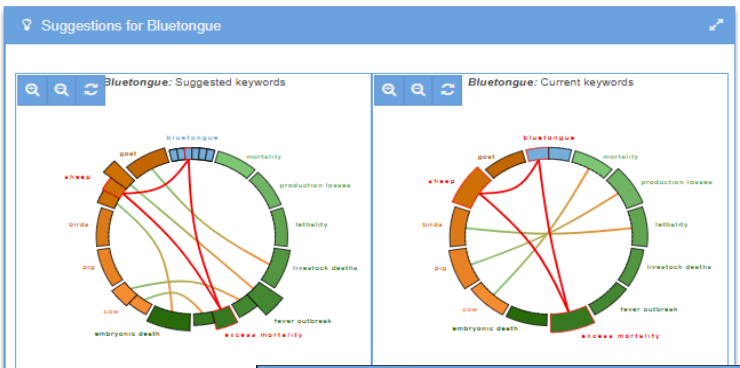 Suggestions for Bluetongue
Bluetongue: Suggested keywords
bluetongue
goat
mortality
sheep
production losses
birds
lethality
pig
livestock deaths
cow
fever outbreak
embryonic death
excess mortality
Bluetongue: Current keywords
bluetongue
goat
mortality
sheep
production losses
birds
lethality
pig
livestock deaths
cow
fever outbreak
embryonic death
excess mortality